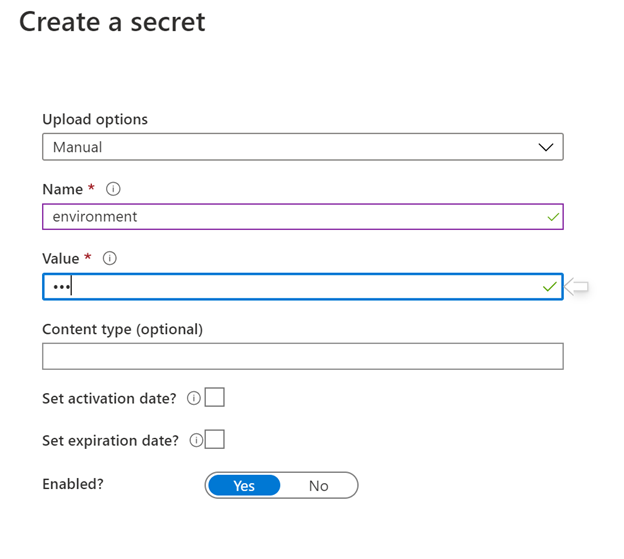 Create a secret
Upload options
Manual
Name *
environment
Value *
•••
Content type (optional)
Set activation date?
Set expiration date?
Enabled?
Yes No